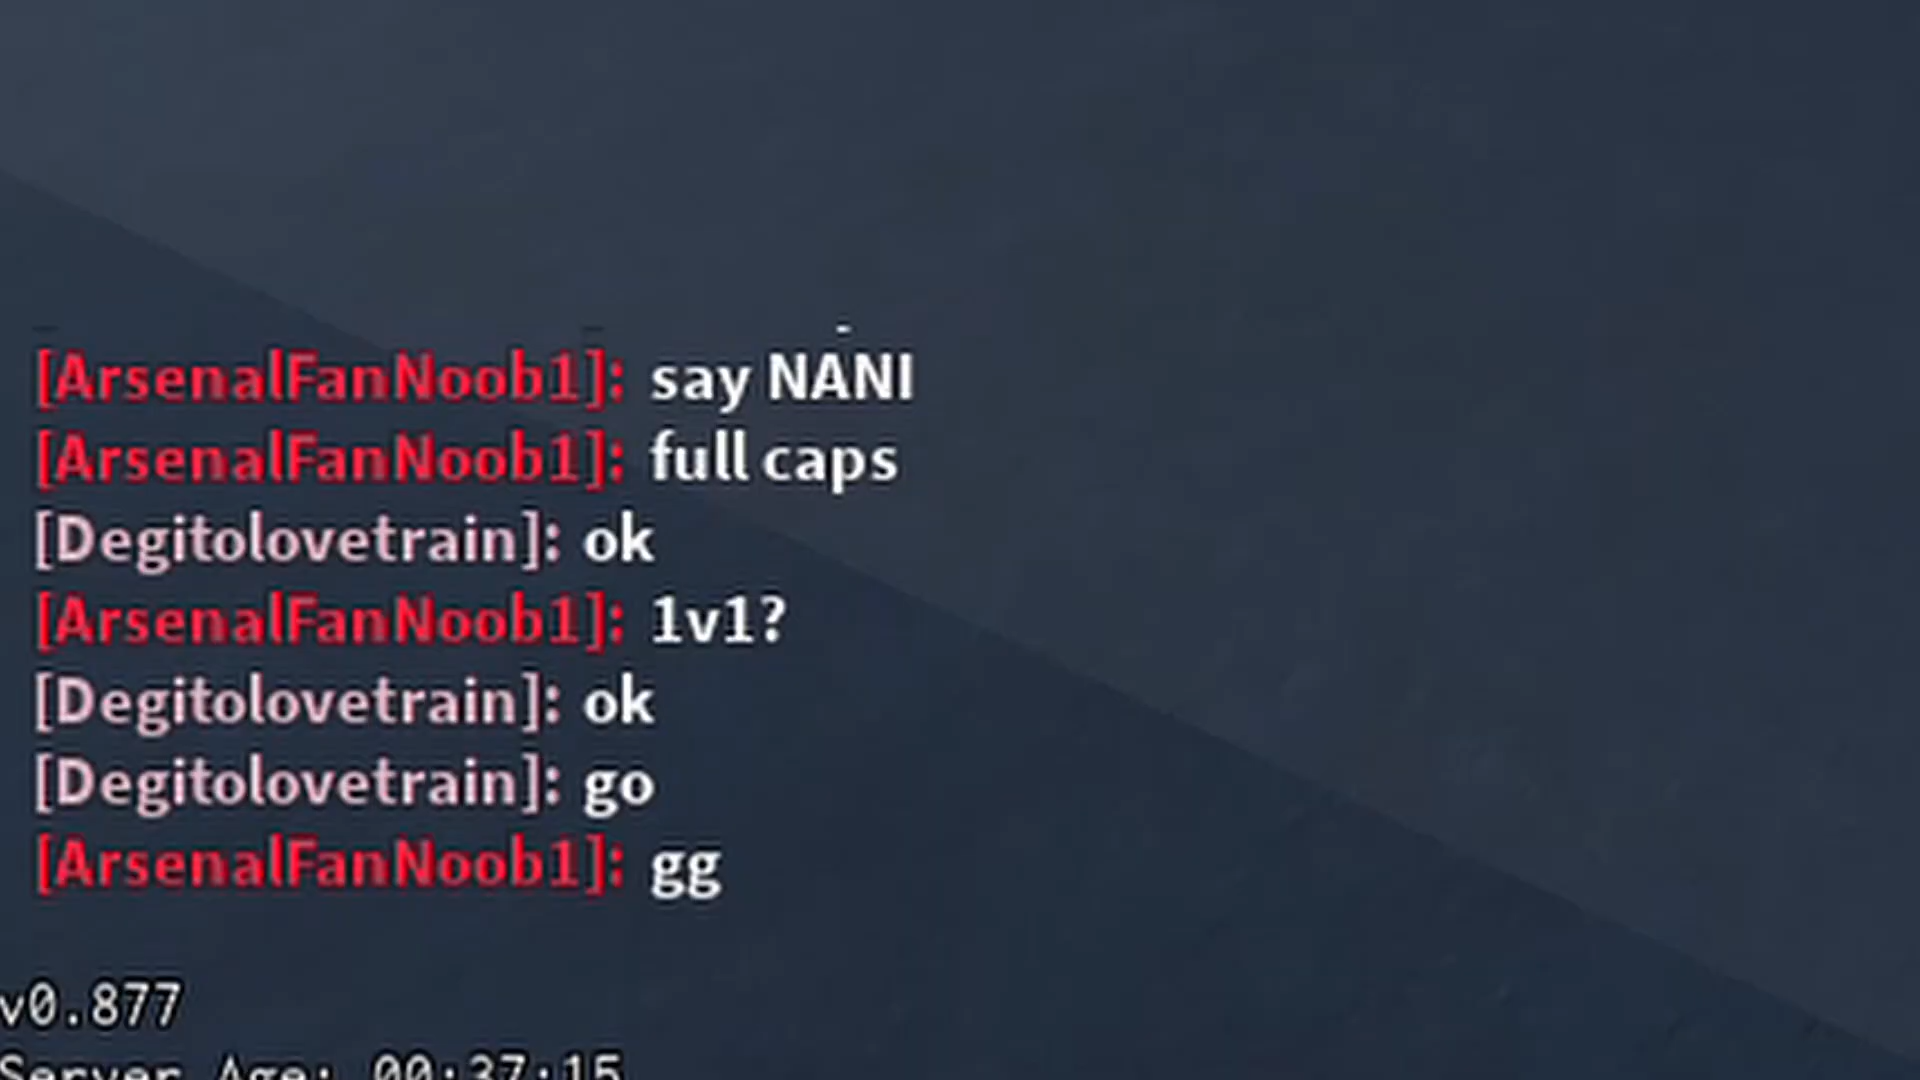 [ArsenalFanNoob1]: say NANI
[ArsenalFanNoob1]: full caps
[Degitolovetrain]: ok
[ArsenalFanNoob1]: 1v1?
[Degitolovetrain]: ok
[Degitolovetrain]: go
[ArsenalFanNoob1]: gg
v0.877
Server Age: 00:37:15